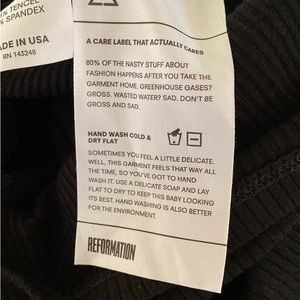 TENCEL
SPANDEX
MADE IN USA
RN 143248
A CARE LABEL THAT ACTUALLY CARES
80% OF THE NASTY STUFF ABOUT
FASHION HAPPENS AFTER YOU TAKE THE
GARMENT HOME. GREENHOUSE GASES?
GROSS. WASTED WATER? SAD. DON'T BE
GROSS AND SAD.
HAND WASH COLD &
DRY FLAT
SOMETIMES YOU FEEL A LITTLE DELICATE.
WELL, THIS GARMENT FEELS THAT WAY ALL
THE TIME, SO YOU'VE GOT TO HAND
WASH IT. USE A DELICATE SOAP AND LAY
FLAT TO DRY TO KEEP THIS BABY LOOKING
ITS BEST. HAND WASHING IS ALSO BETTER
FOR THE ENVIRONMENT.
REFORMATION